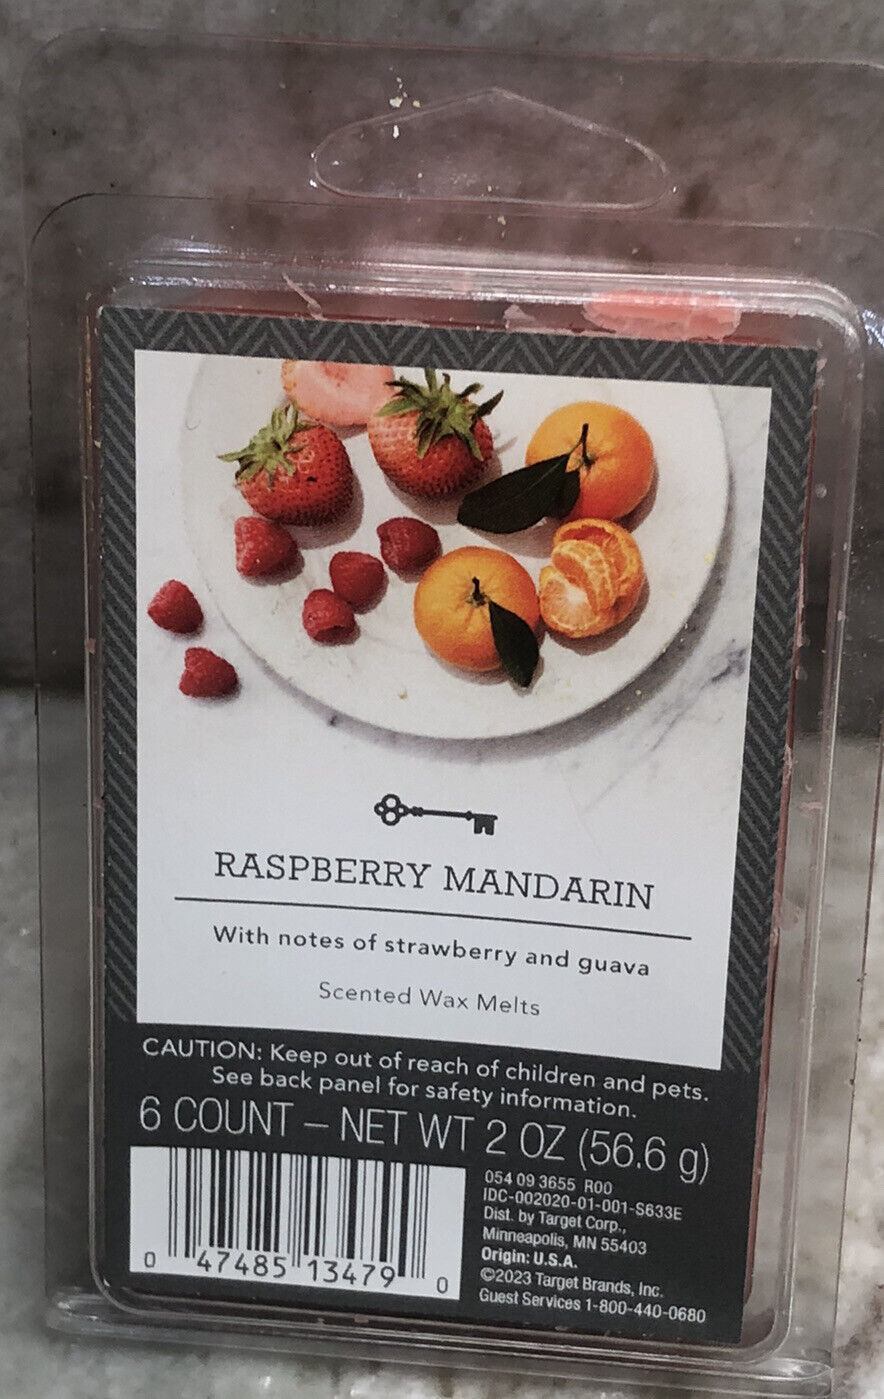 RASPBERRY MANDARIN
With notes of strawberry and guava
Scented Wax Melts
CAUTION: Keep out of reach of children and pets.
See back panel for safety information.
6 COUNT – NET WT 2 OZ (56.6 g)
054 09 3655 R00
IDC-002020-01-001-S633E
Dist. by Target Corp.,
Minneapolis, MN 55403
Origin: U.S.A.
©2023 Target Brands, Inc.
Guest Services 1-800-440-0680
0 47485 13479 0